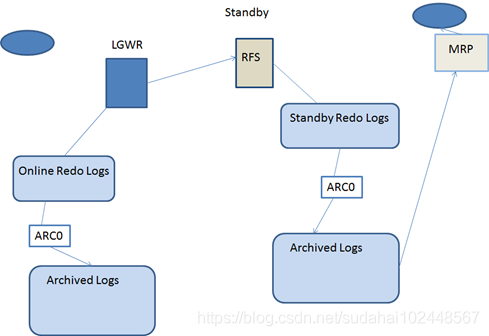 Standby
LGWR
RFS
MRP
Standby Redo Logs
Online Redo Logs
ARC0
ARC0
Archived Logs
Archived Logs
https://blog.csdn.net/sudahai102448567